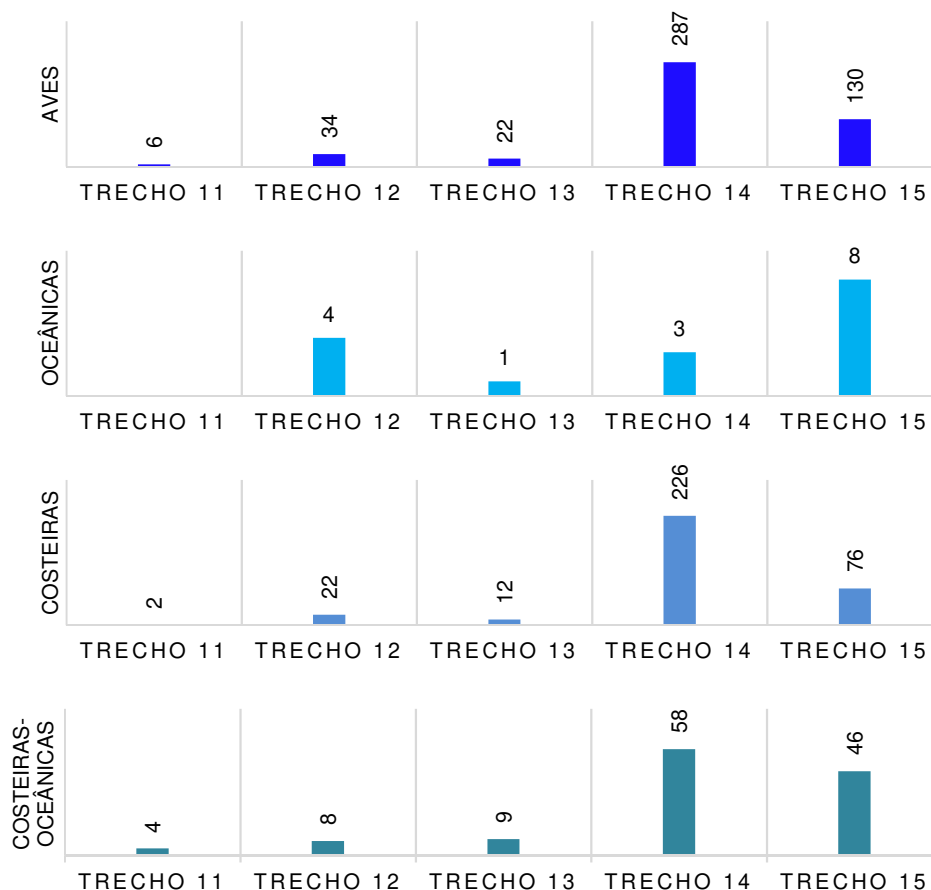 AVES
6
34
22
287
130
TRECHO 11
TRECHO 12
TRECHO 13
TRECHO 14
TRECHO 15
OCEÂNICAS
4
1
3
8
TRECHO 11
TRECHO 12
TRECHO 13
TRECHO 14
TRECHO 15
COSTEIRAS
2
22
12
226
76
TRECHO 11
TRECHO 12
TRECHO 13
TRECHO 14
TRECHO 15
COSTEIRAS-
OCEÂNICAS
4
8
9
58
46
TRECHO 11
TRECHO 12
TRECHO 13
TRECHO 14
TRECHO 15